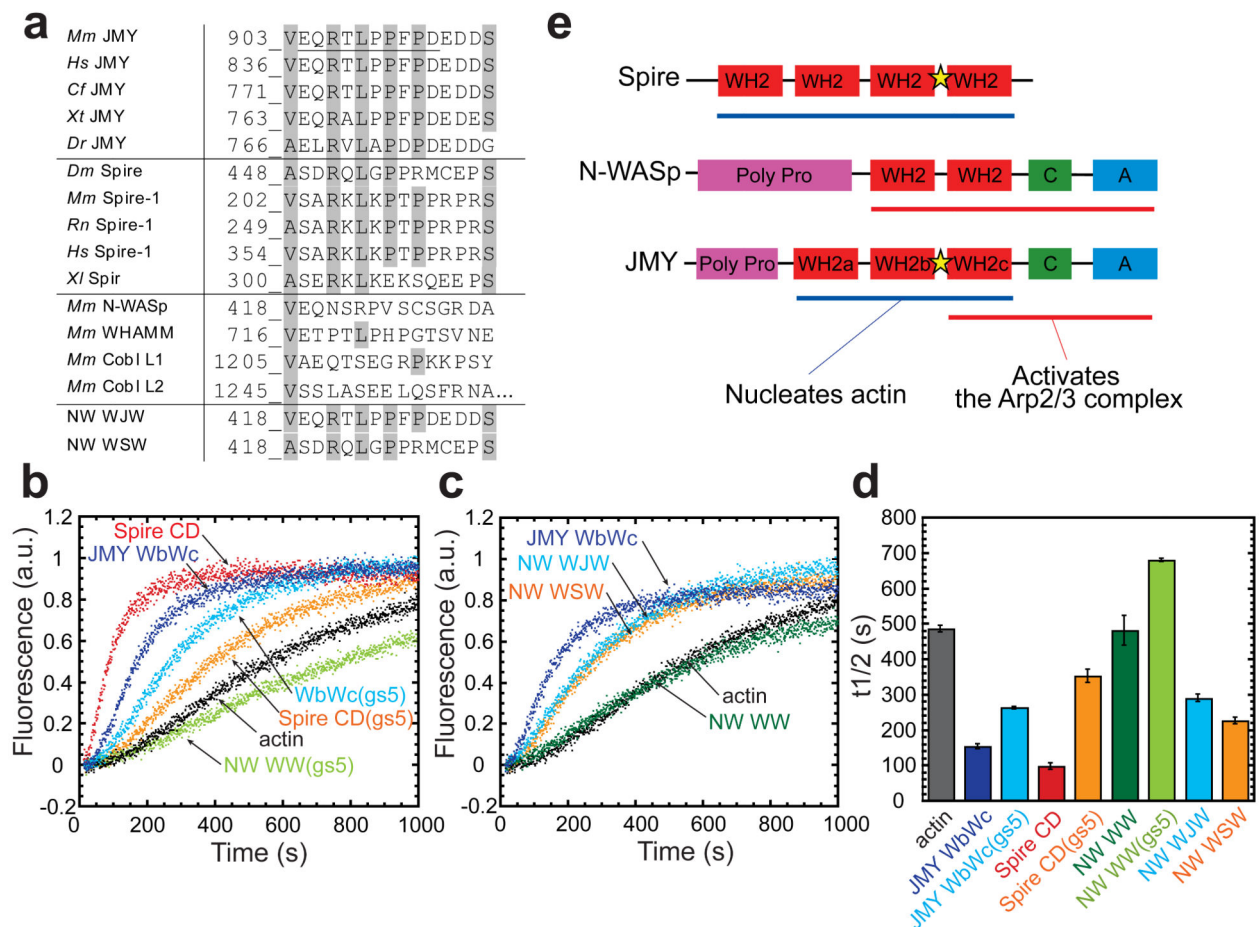 a
Mm JMY 903_VEQRTLPPFPDEDDS
Hs JMY 836_VEQRTLPPFPDEDDS
Cf JMY 771_VEQRTLPPFPDEDDS
Xt JMY 763_VEQRALPPFPDEDES
Dr JMY 766_AELRVLAPDPDEDDG
Dm Spire 448_ASDRQLGPPRMCEPS
Mm Spire-1 202_VSARKLKPTPPRPRS
Rn Spire-1 249_ASARKLKPTPPRPRS
Hs Spire-1 354_VSARKLKPTPPRPRS
Xl Spir 300_ASERKLKEKSQEEPS
Mm N-WASp 418_VEQNSRPVSCSGRDA
Mm WHAMM 716_VETPTLPHPGTSVNE
Mm Cobl L1 1205_VAEQTSEGRPKKPSY
Mm Cobl L2 1245_VSSLASEELQSFRNA...
NW WJW 418_VEQRTLPPFPDEDDS
NW WSW 418_ASDRQLGPPRMCEPS
e
Spire
WH2 WH2 WH2 WH2
N-WASp
Poly Pro WH2 WH2 C A
JMY
Poly Pro WH2a WH2b WH2c C A
Nucleates actin
Activates
the Arp2/3 complex
b
Fluorescence (a.u.)
1.2
1
0.8
0.6
0.4
0.2
0
-0.2
Spire CD
JMY WbWc
WbWc(gs5)
Spire CD(gs5)
actin
NW WW(gs5)
0 200 400 600 800 1000
Time (s)
c
Fluorescence (a.u.)
1.2
1
0.8
0.6
0.4
0.2
0
-0.2
JMY WbWc
NW WJW
NW WSW
actin
NW WW
0 200 400 600 800 1000
Time (s)
d
t1/2 (s)
800
700
600
500
400
300
200
100
0
actin
JMY WbWc
JMY WbWc(gs5)
Spire CD
Spire CD(gs5)
NW WW
NW WW(gs5)
NW WJW
NW WSW